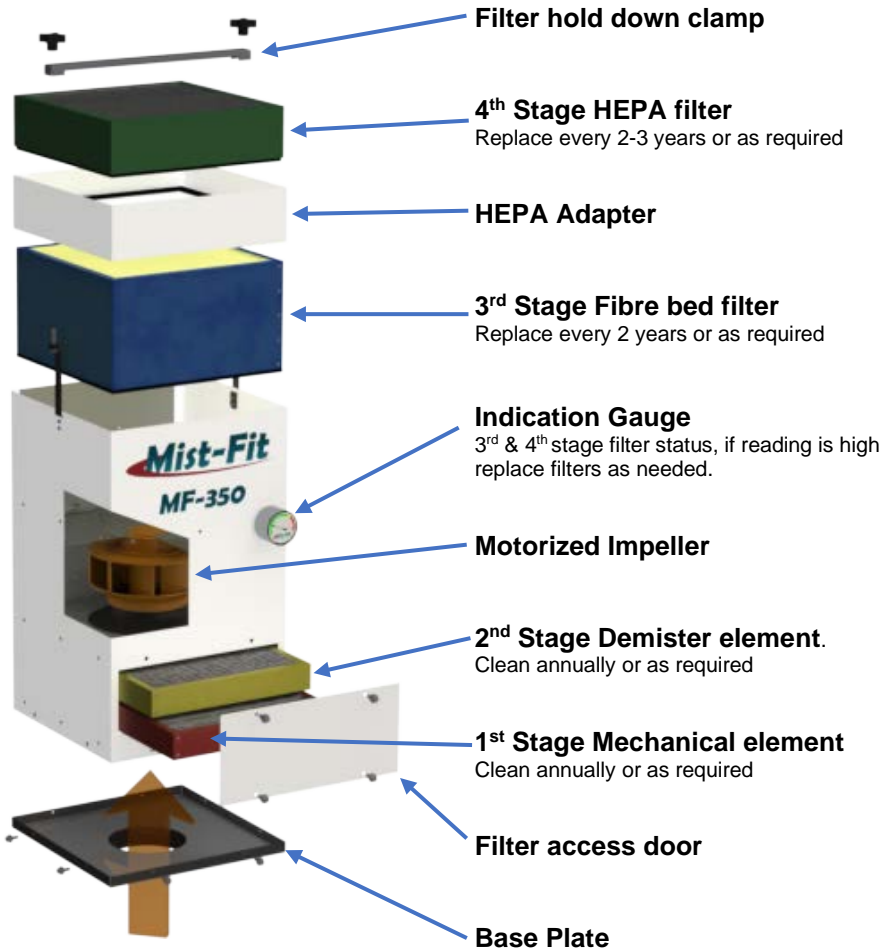 Filter hold down clamp
4th Stage HEPA filter
Replace every 2-3 years or as required
HEPA Adapter
3rd Stage Fibre bed filter
Replace every 2 years or as required
Indication Gauge
3rd & 4th stage filter status, if reading is high
replace filters as needed.
Mist-Fit
MF-350
Motorized Impeller
2nd Stage Demister element.
Clean annually or as required
1st Stage Mechanical element
Clean annually or as required
Filter access door
Base Plate